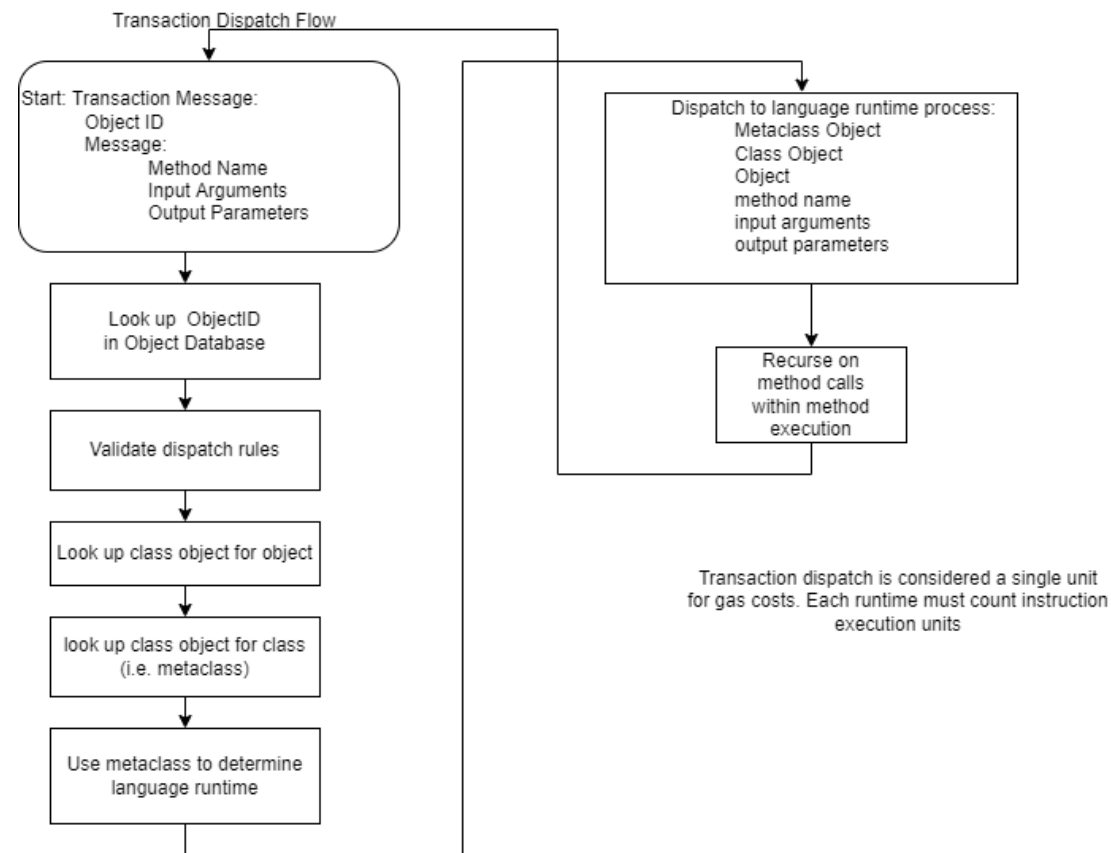 Transaction Dispatch Flow
Start: Transaction Message:
Object ID
Message:
Method Name
Input Arguments
Output Parameters
Look up ObjectID
in Object Database
Validate dispatch rules
Look up class object for object
look up class object for class
(i.e. metaclass)
Use metaclass to determine
language runtime
Dispatch to language runtime process:
Metaclass Object
Class Object
Object
method name
input arguments
output parameters
Recurse on
method calls
within method
execution
Transaction dispatch is considered a single unit
for gas costs. Each runtime must count instruction
execution units